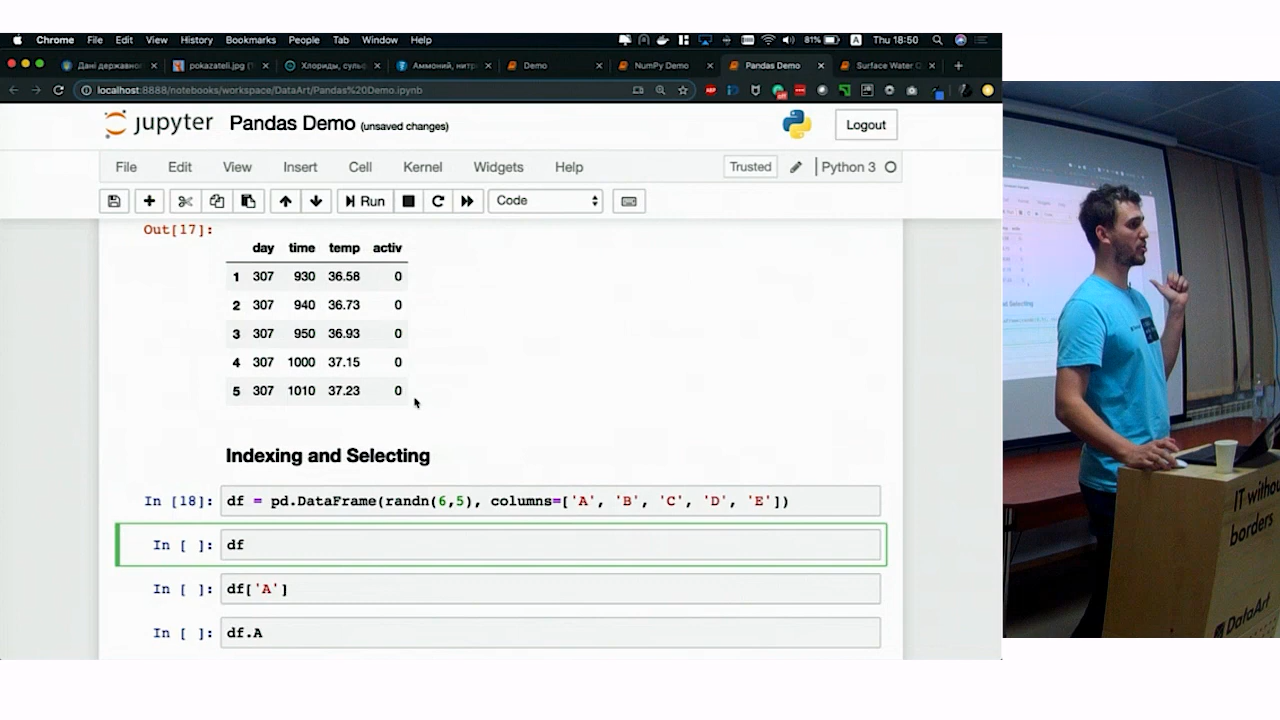 Chrome File Edit View History Bookmarks People Tab Window Help 81% A Thu 18:50
Дані державног pokazateli.jpg (1 Хлориды, сульф Аммоний, нитр Demo NumPy Demo Pandas Demo Surface Water C
localhost:8888/notebooks/workspace/DataArt/Pandas%20Demo.ipynb
jupyter Pandas Demo (unsaved changes) Logout
File Edit View Insert Cell Kernel Widgets Help Trusted Python 3
Run Code
Out[17]:
day time temp activ
1 307 930 36.58 0
2 307 940 36.73 0
3 307 950 36.93 0
4 307 1000 37.15 0
5 307 1010 37.23 0
Indexing and Selecting
In [18]: df = pd.DataFrame(randn(6,5), columns=['A', 'B', 'C', 'D', 'E'])
In [ ]: df
In [ ]: df['A']
In [ ]: df.A
IT without
borders
DataArt